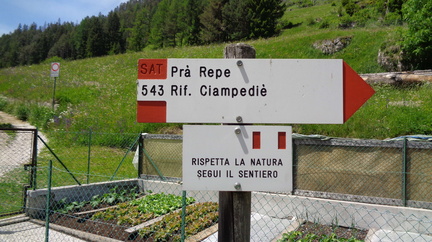 SAT Prà Repe
543 Rif. Ciampediè
RISPETTA LA NATURA
SEGUI IL SENTIERO